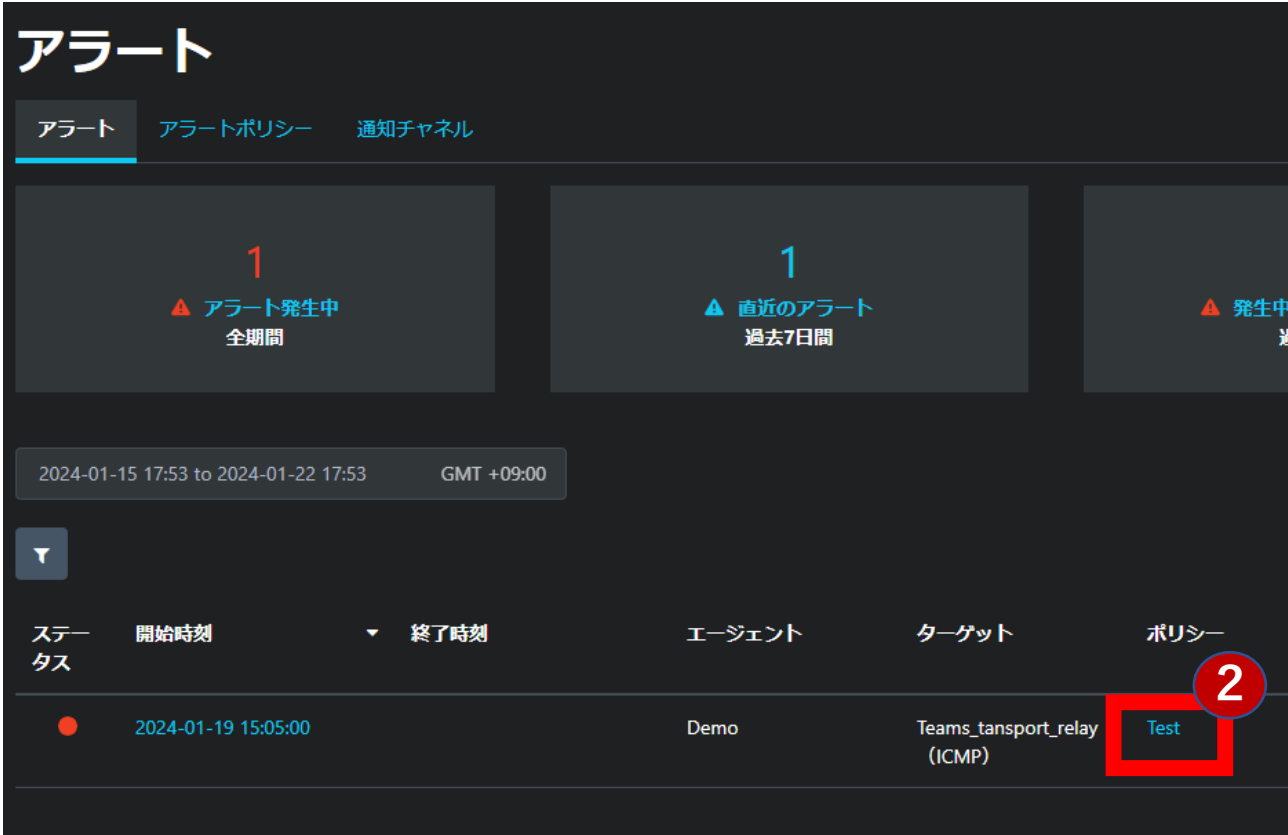 アラート
アラート アラートポリシー 通知チャネル
1
アラート発生中
全期間
1
直近のアラート
過去7日間
発生中
2024-01-15 17:53 to 2024-01-22 17:53 GMT +09:00
ステー
タス
開始時刻 終了時刻 エージェント ターゲット ポリシー
2
2024-01-19 15:05:00 Demo Teams_tansport_relay Test
（ICMP）